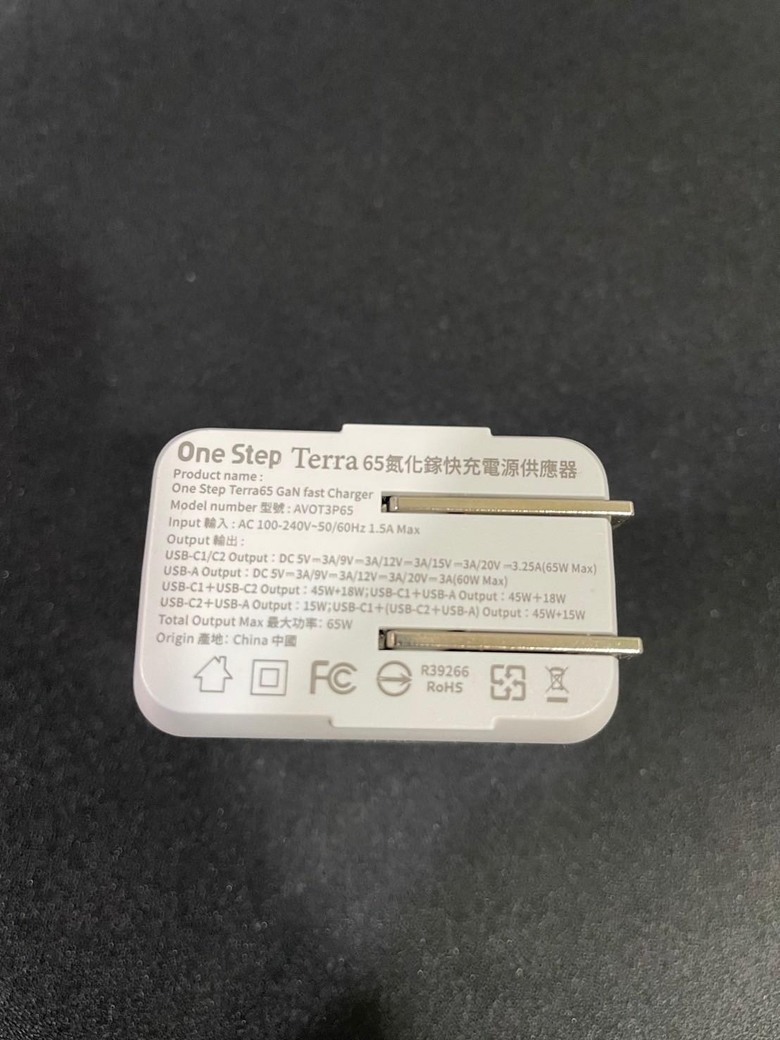 One Step Terra 65氮化鎵快充電源供應器
Product name :
One Step Terra65 GaN fast Charger
Model number 型號 : AVOT3P65
Input 輸入 : AC 100-240V~50/60Hz 1.5A Max
Output 輸出 :
USB-C1/C2 Output : DC 5V⎓3A/9V⎓3A/12V⎓3A/15V⎓3A/20V⎓3.25A(65W Max)
USB-A Output : DC 5V⎓3A/9V⎓3A/12V⎓3A/20V⎓3A(60W Max)
USB-C1+USB-C2 Output : 45W+18W;USB-C1+USB-A Output : 45W+18W
USB-C2+USB-A Output : 15W;USB-C1+(USB-C2+USB-A) Output : 45W+15W
Total Output Max 最大功率: 65W
Origin 產地: China 中國
FC R39266
RoHS